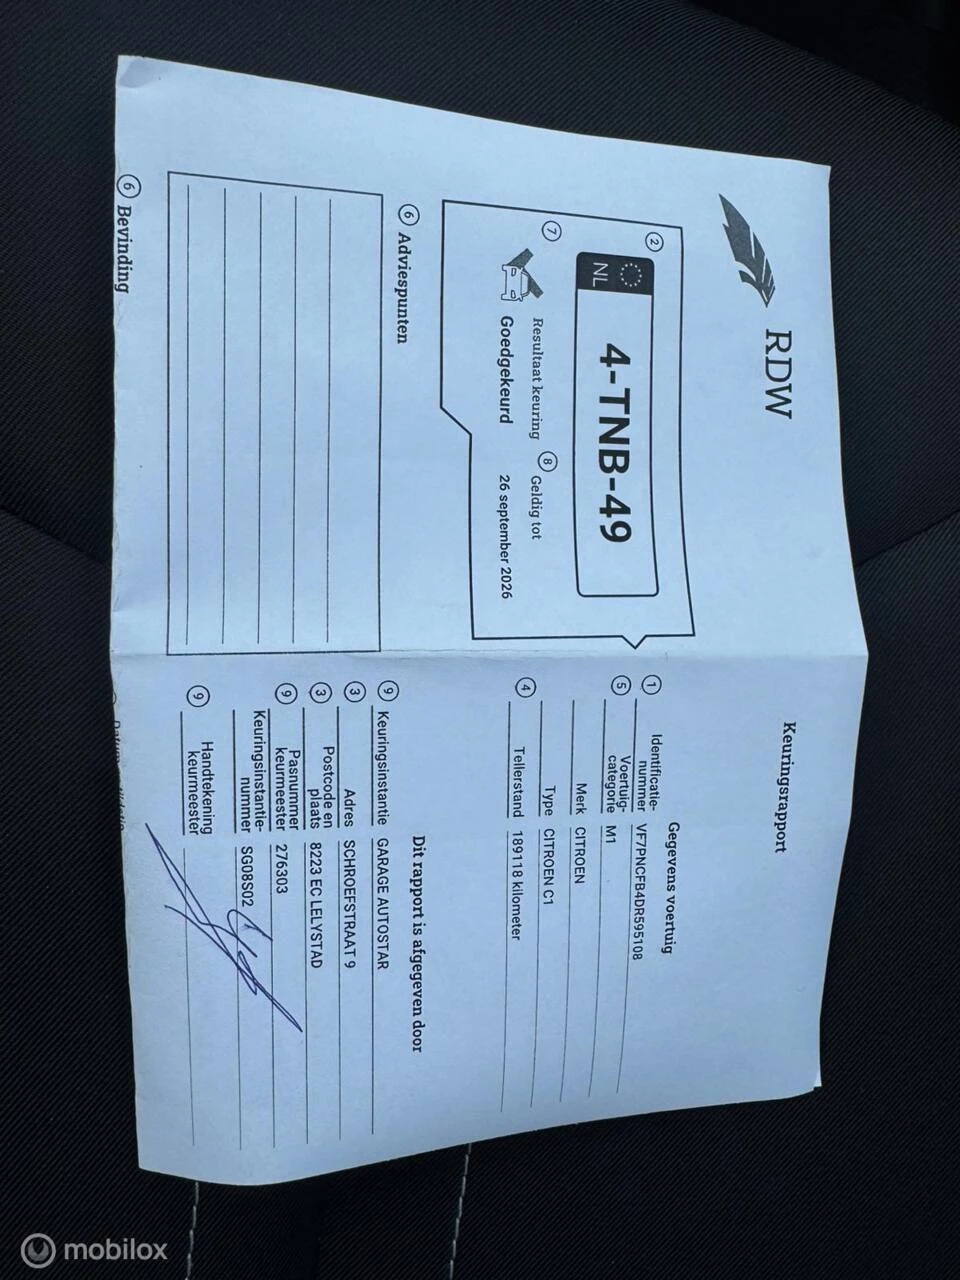 RDW
Keuringsrapport
2
NL
4-TNB-49
7 Resultaat keuring
Goedgekeurd
8 Geldig tot
26 september 2026
6 Adviespunten
6 Bevinding
Gegevens voertuig
1 Identificatie-
nummer VF7PNCFB4DR595108
5 Voertuig-
categorie M1
Merk CITROEN
Type CITROEN C1
4 Tellerstand 189118 kilometer
Dit rapport is afgegeven door
9 Keuringsinstantie GARAGE AUTOSTAR
3 Adres SCHROEFSTRAAT 9
3 Postcode en
plaats 8223 EC LELYSTAD
9 Pasnummer
keurmeester 276303
Keuringsinstantie-
nummer SG08S02
9 Handtekening
keurmeester
mobilox